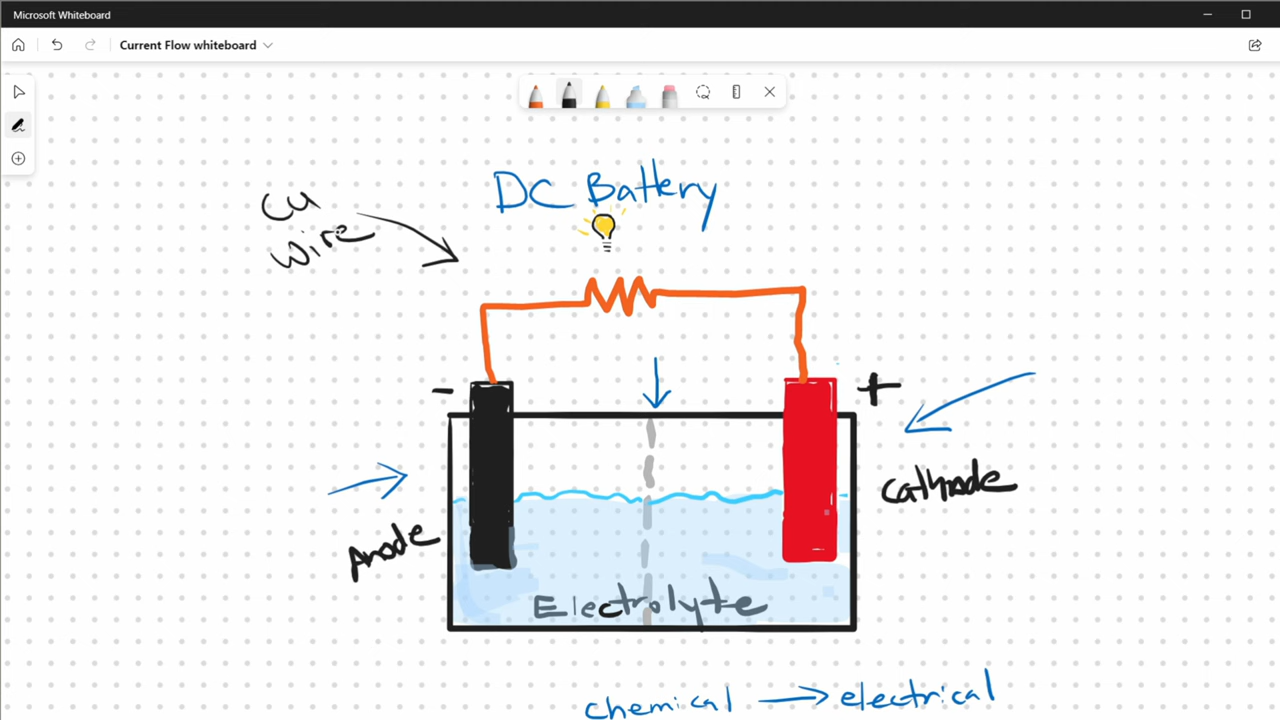 Microsoft Whiteboard
Current Flow whiteboard
DC Battery
Cu
Wire
-
+
Cathode
Anode
Electrolyte
chemical → electrical